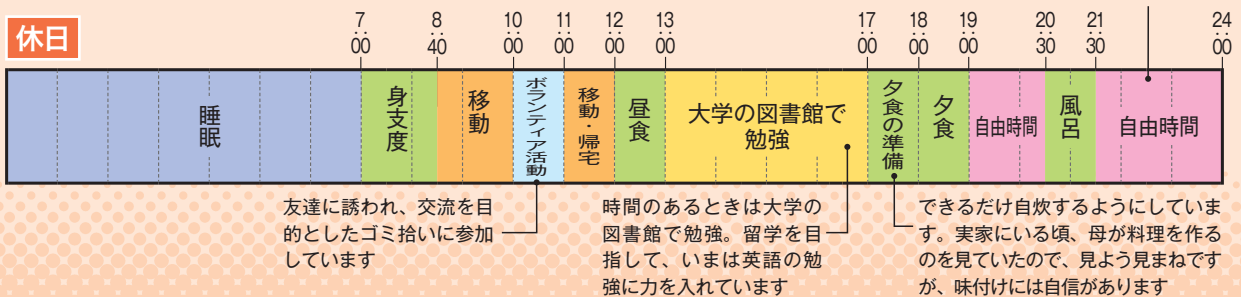 休日
7:00
8:40
10:00
11:00
12:00
13:00
17:00
18:00
19:00
20:30
21:30
24:00
睡眠
身支度
移動
ボランティア活動
移動・帰宅
昼食
大学の図書館で
勉強
夕食の準備
夕食
自由時間
風呂
自由時間
友達に誘われ、交流を目
的としたゴミ拾いに参加
しています
時間のあるときは大学の
図書館で勉強。留学を目
指して、いまは英語の勉
強に力を入れています
できるだけ自炊するようにしていま
す。実家にいる頃、母が料理を作る
のを見ていたので、見よう見まねです
が、味付けには自信があります